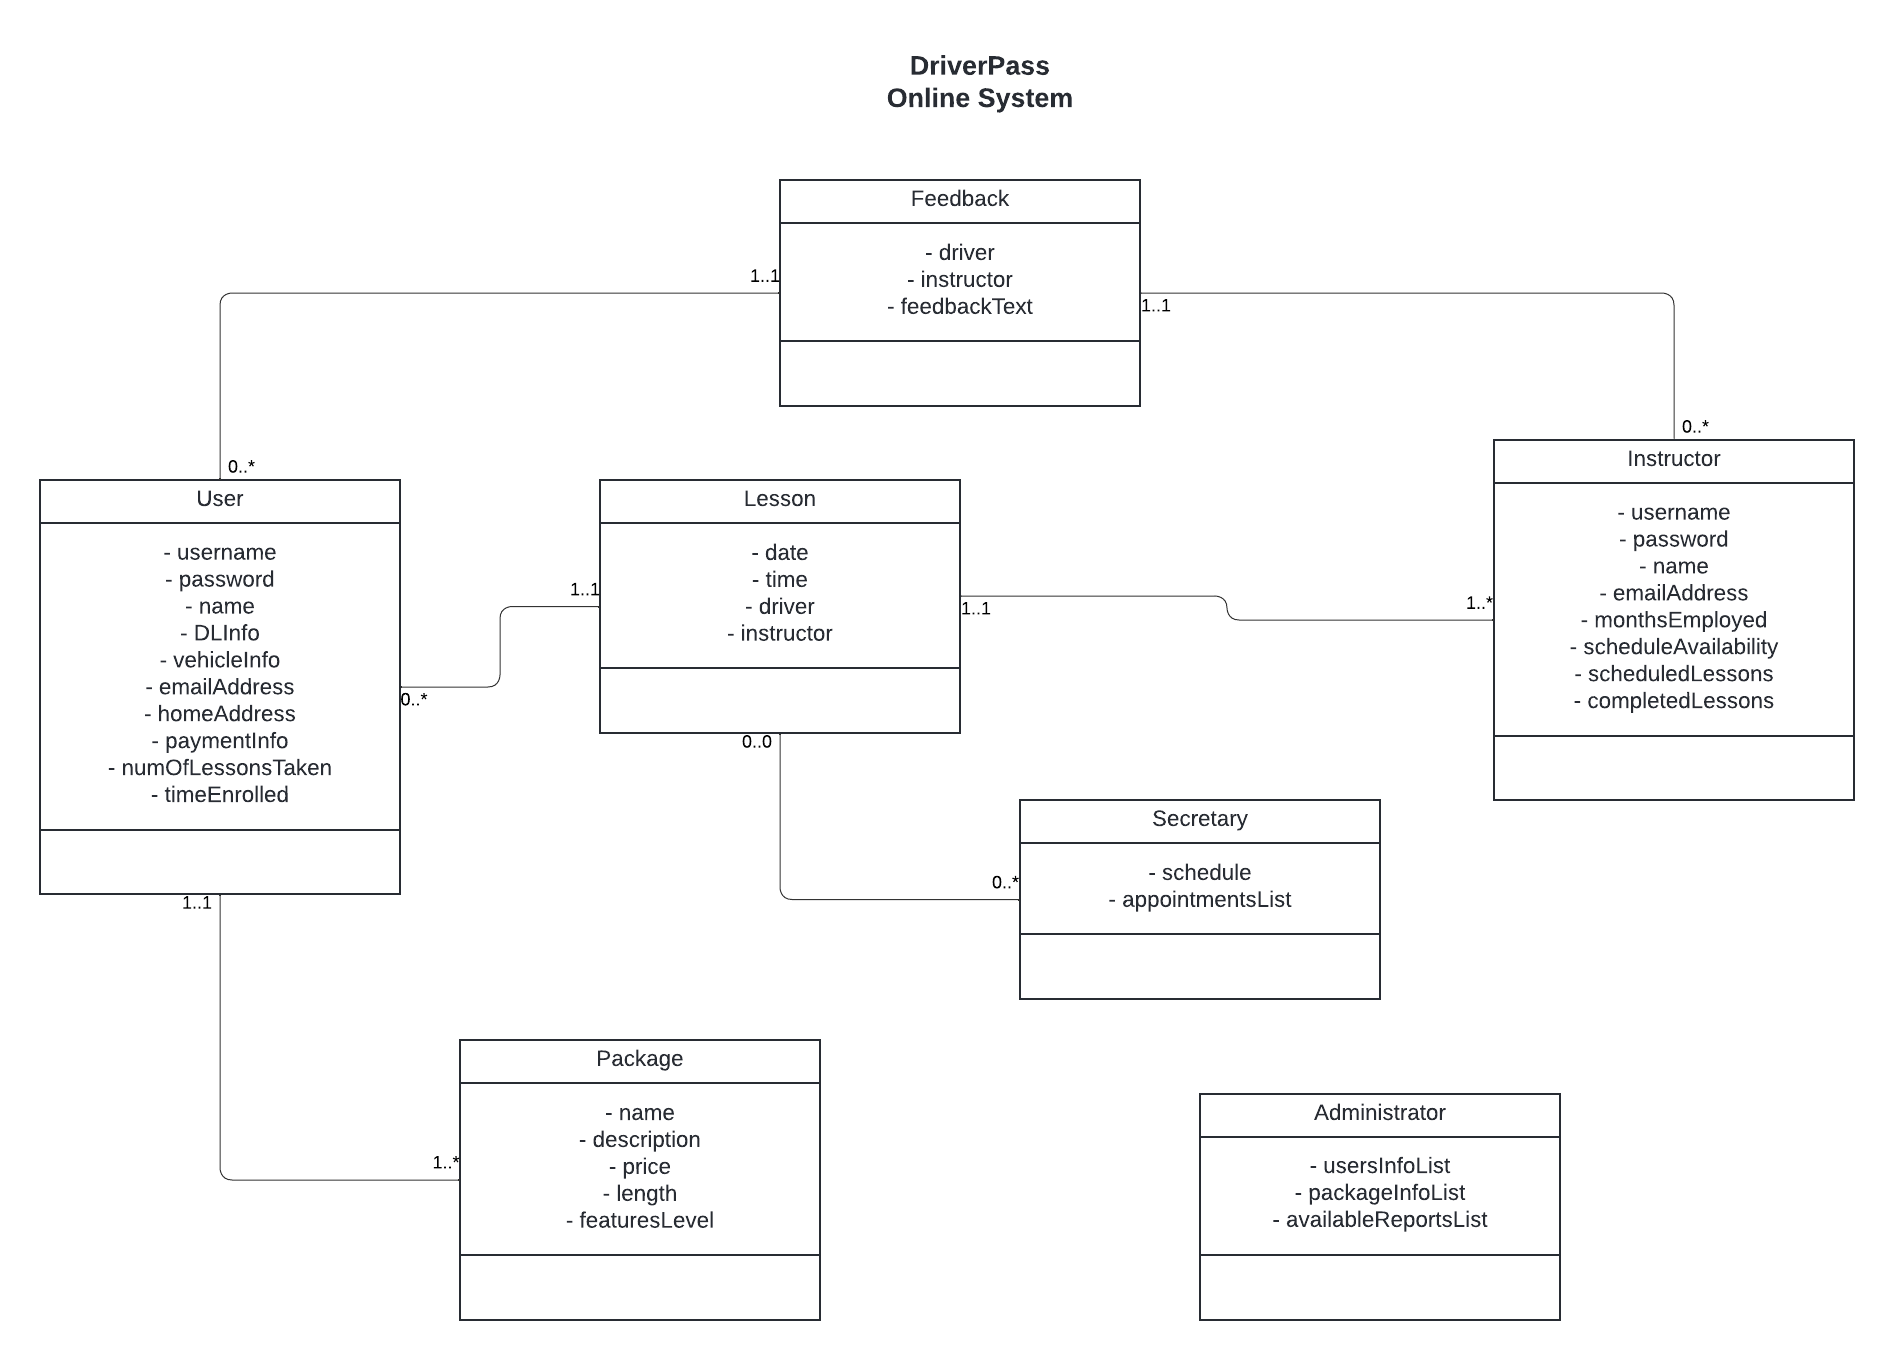 DriverPass
Online System
Feedback
- driver
- instructor
- feedbackText
1..1
1..1
0..*
0..*
User
- username
- password
- name
- DLInfo
- vehicleInfo
- emailAddress
- homeAddress
- paymentInfo
- numOfLessonsTaken
- timeEnrolled
0..*
1..1
1..1
Lesson
- date
- time
- driver
- instructor
1..1
0..0
1..*
Instructor
- username
- password
- name
- emailAddress
- monthsEmployed
- scheduleAvailability
- scheduledLessons
- completedLessons
0..*
Secretary
- schedule
- appointmentsList
1..*
Package
- name
- description
- price
- length
- featuresLevel
Administrator
- usersInfoList
- packageInfoList
- availableReportsList